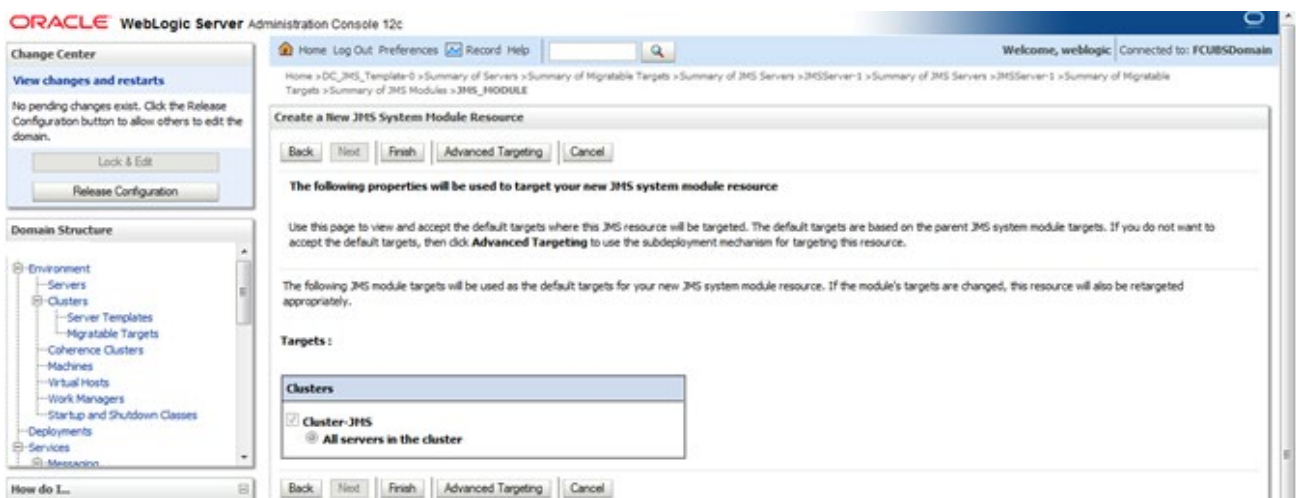 ORACLE WebLogic Server Administration Console 12c
Change Center
View changes and restarts
No pending changes exist. Click the Release
Configuration button to allow others to edit the
domain.
Lock & Edit
Release Configuration
Domain Structure
Environment
Servers
Clusters
Server Templates
Migratable Targets
Coherence Clusters
Machines
Virtual Hosts
Work Managers
Startup and Shutdown Classes
Deployments
Services
Messaging
How do I...
Home Log Out Preferences Record Help
Welcome, weblogic Connected to: FCUBSDomain
Home >DC_JMS_Template-0 >Summary of Servers >Summary of Migratable Targets >Summary of JMS Servers >JMSServer-1 >Summary of JMS Servers >JMSServer-1 >Summary of Migratable
Targets >Summary of JMS Modules >JMS_MODULE
Create a New JMS System Module Resource
Back Next Finish Advanced Targeting Cancel
The following properties will be used to target your new JMS system module resource
Use this page to view and accept the default targets where this JMS resource will be targeted. The default targets are based on the parent JMS system module targets. If you do not want to
accept the default targets, then click Advanced Targeting to use the subdeployment mechanism for targeting this resource.
The following JMS module targets will be used as the default targets for your new JMS system module resource. If the module's targets are changed, this resource will also be retargeted
appropriately.
Targets :
Clusters
Cluster-JMS
All servers in the cluster
Back Next Finish Advanced Targeting Cancel